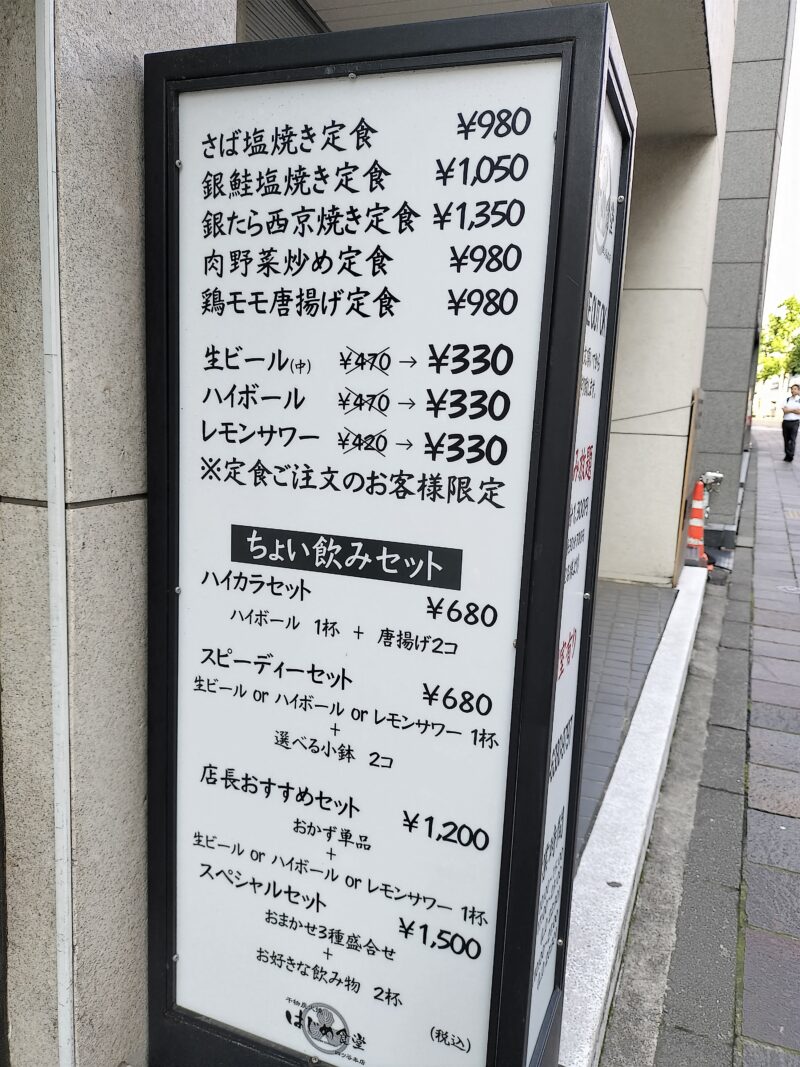 さば塩焼き定食 ¥980
銀鮭塩焼き定食 ¥1,050
銀たら西京焼き定食 ¥1,350
肉野菜炒め定食 ¥980
鶏モモ唐揚げ定食 ¥980
生ビール(中) ¥470 → ¥330
ハイボール ¥470 → ¥330
レモンサワー ¥420 → ¥330
※定食ご注文のお客様限定
ちょい飲みセット
ハイカラセット ¥680
ハイボール 1杯 + 唐揚げ2コ
スピーディーセット ¥680
生ビール or ハイボール or レモンサワー 1杯
+
選べる小鉢 2コ
店長おすすめセット ¥1,200
おかず単品
+
生ビール or ハイボール or レモンサワー 1杯
スペシャルセット ¥1,500
おまかせ3種盛合せ
+
お好きな飲み物 2杯
はじめ食堂
(税込)